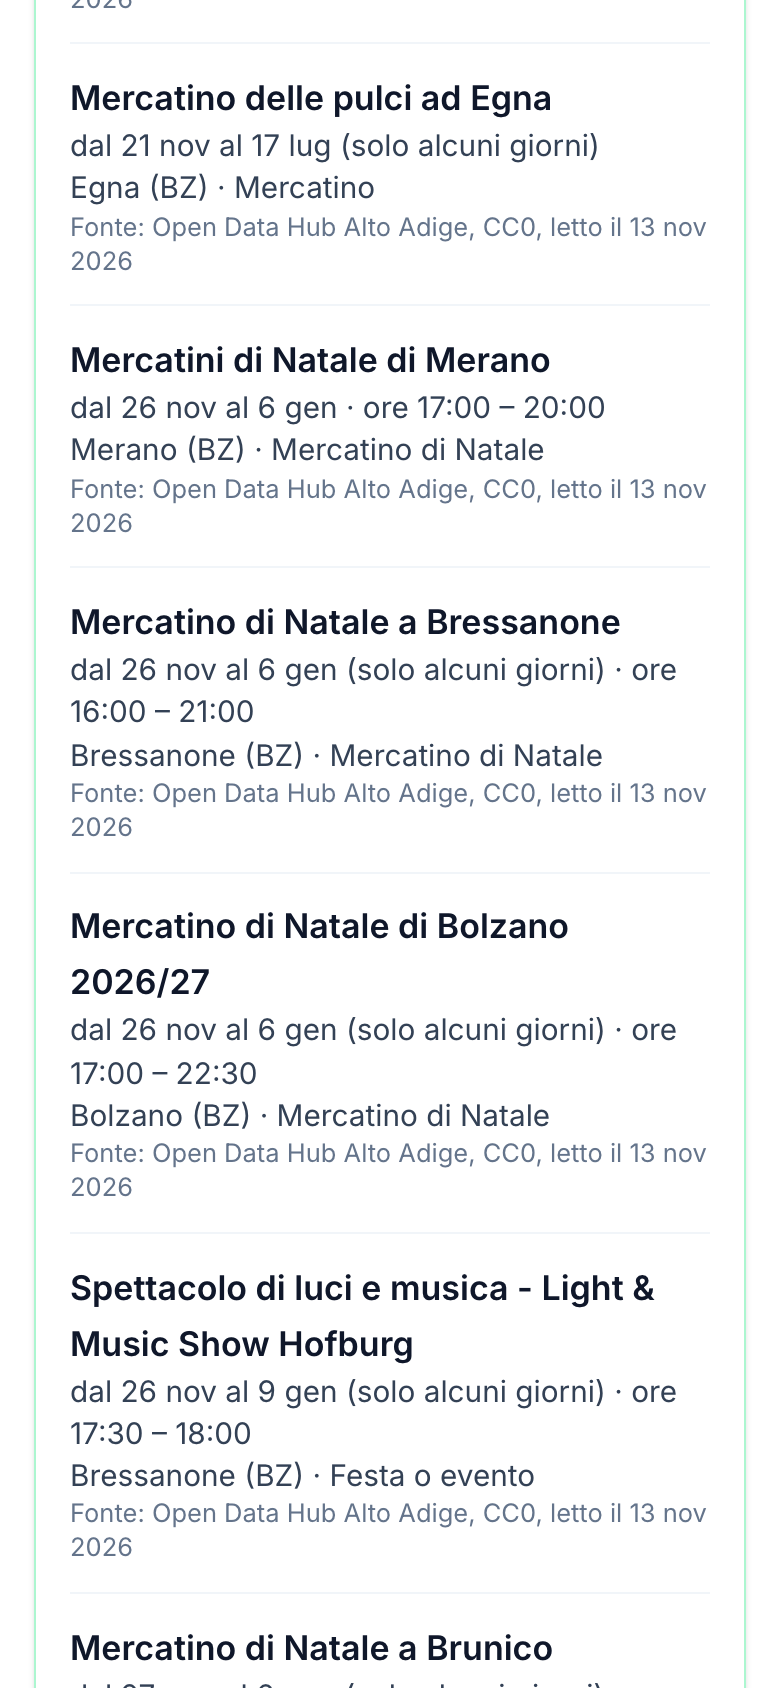 2026
Mercatino delle pulci ad Egna
dal 21 nov al 17 lug (solo alcuni giorni)
Egna (BZ) · Mercatino
Fonte: Open Data Hub Alto Adige, CC0, letto il 13 nov
2026
Mercatini di Natale di Merano
dal 26 nov al 6 gen · ore 17:00 – 20:00
Merano (BZ) · Mercatino di Natale
Fonte: Open Data Hub Alto Adige, CC0, letto il 13 nov
2026
Mercatino di Natale a Bressanone
dal 26 nov al 6 gen (solo alcuni giorni) · ore
16:00 – 21:00
Bressanone (BZ) · Mercatino di Natale
Fonte: Open Data Hub Alto Adige, CC0, letto il 13 nov
2026
Mercatino di Natale di Bolzano
2026/27
dal 26 nov al 6 gen (solo alcuni giorni) · ore
17:00 – 22:30
Bolzano (BZ) · Mercatino di Natale
Fonte: Open Data Hub Alto Adige, CC0, letto il 13 nov
2026
Spettacolo di luci e musica - Light &
Music Show Hofburg
dal 26 nov al 9 gen (solo alcuni giorni) · ore
17:30 – 18:00
Bressanone (BZ) · Festa o evento
Fonte: Open Data Hub Alto Adige, CC0, letto il 13 nov
2026
Mercatino di Natale a Brunico